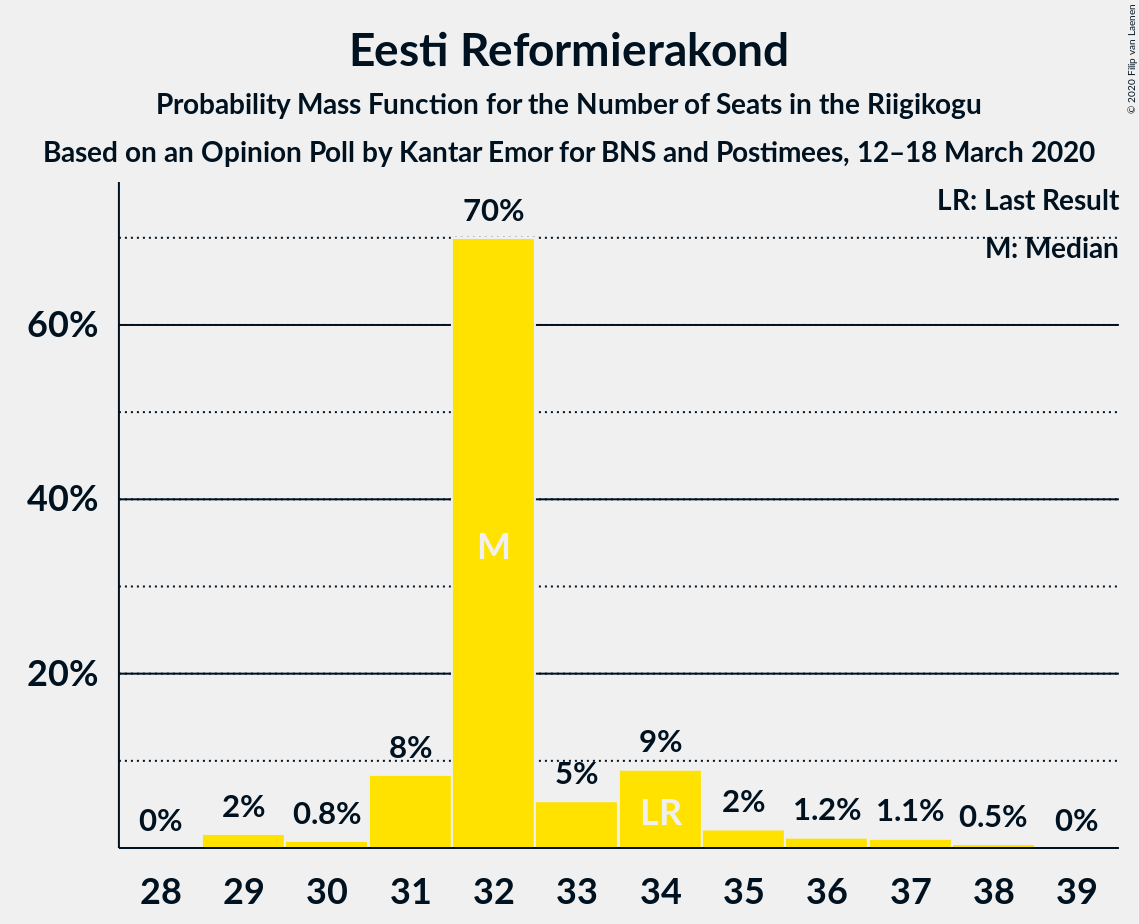 Eesti Reformierakond
Probability Mass Function for the Number of Seats in the Riigikogu
Based on an Opinion Poll by Kantar Emor for BNS and Postimees, 12–18 March 2020
© 2020 Filip van Laenen
LR: Last Result
M: Median
60%
40%
20%
0%
2%
0.8%
8%
70%
M
5%
9%
LR
2%
1.2%
1.1%
0.5%
0%
28 29 30 31 32 33 34 35 36 37 38 39